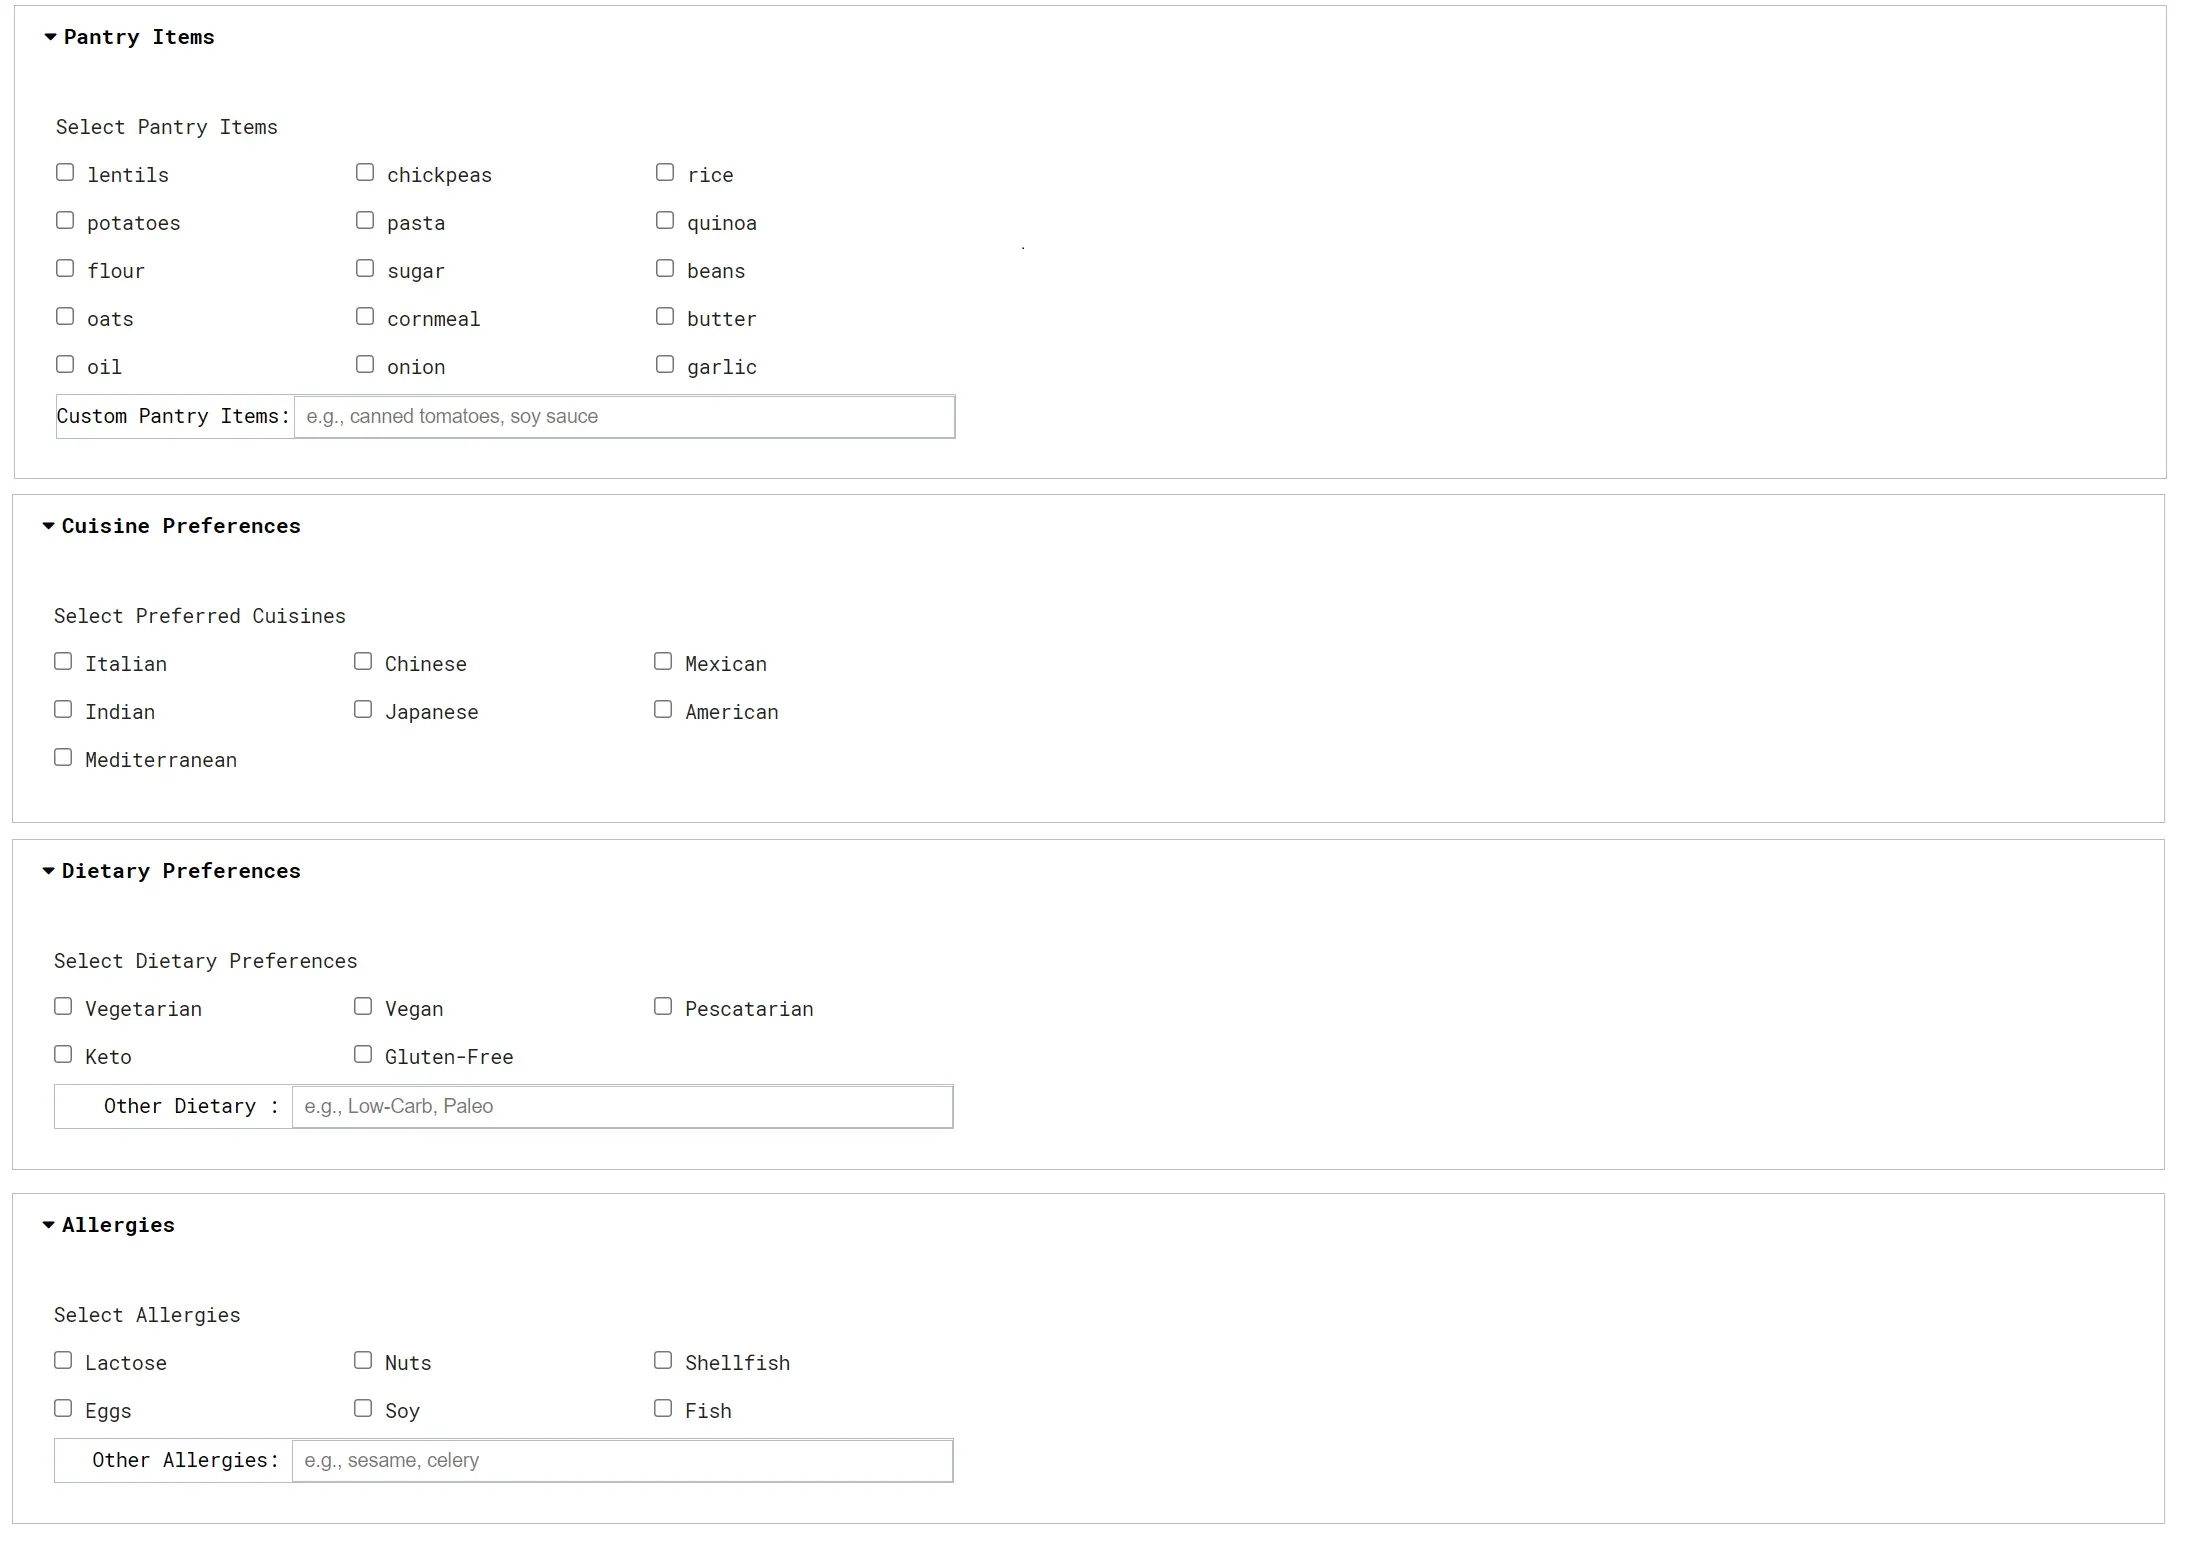 Pantry Items
Select Pantry Items
lentils chickpeas rice
potatoes pasta quinoa
flour sugar beans
oats cornmeal butter
oil onion garlic
Custom Pantry Items: e.g., canned tomatoes, soy sauce
Cuisine Preferences
Select Preferred Cuisines
Italian Chinese Mexican
Indian Japanese American
Mediterranean
Dietary Preferences
Select Dietary Preferences
Vegetarian Vegan Pescatarian
Keto Gluten-Free
Other Dietary : e.g., Low-Carb, Paleo
Allergies
Select Allergies
Lactose Nuts Shellfish
Eggs Soy Fish
Other Allergies: e.g., sesame, celery